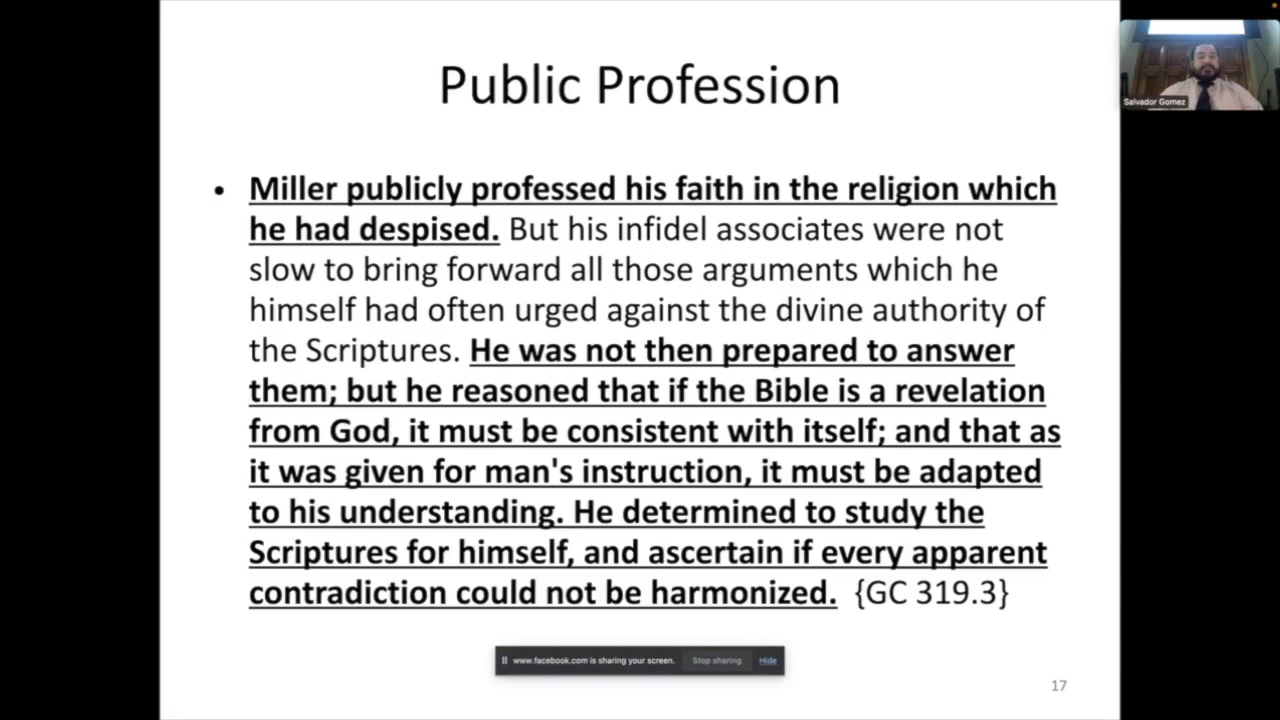 Public Profession
Salvador Gomez
• Miller publicly professed his faith in the religion which
he had despised. But his infidel associates were not
slow to bring forward all those arguments which he
himself had often urged against the divine authority of
the Scriptures. He was not then prepared to answer
them; but he reasoned that if the Bible is a revelation
from God, it must be consistent with itself; and that as
it was given for man's instruction, it must be adapted
to his understanding. He determined to study the
Scriptures for himself, and ascertain if every apparent
contradiction could not be harmonized. {GC 319.3}
www.facebook.com is sharing your screen. Stop sharing Hide
17